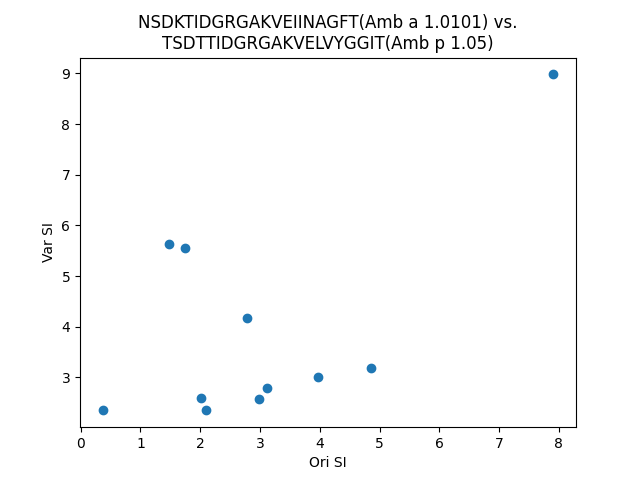 NSDKTIDGRGAKVEIINAGFT(Amb a 1.0101) vs.
TSDTTIDGRGAKVELVYGGIT(Amb p 1.05)
9
8
7
6
5
4
3
Var SI
0 1 2 3 4 5 6 7 8
Ori SI